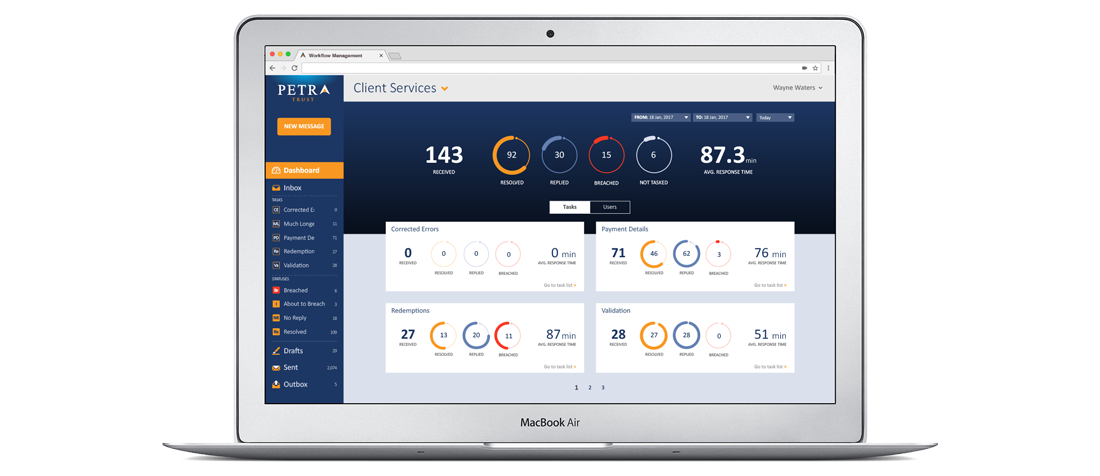 Workflow Management
PETRA
TRUST
Client Services
Wayne Waters
NEW MESSAGE
FROM: 18 Jan, 2017
TO: 18 Jan, 2017
Today
143
RECEIVED
92
RESOLVED
30
REPLIED
15
BREACHED
6
NOT TASKED
87.3 min
AVG. RESPONSE TIME
Tasks
Users
Dashboard
Inbox
TASKS
CE Corrected E: 0
ML Much Longe 11
PD Payment De 71
Re Redemption 27
Va Validation 28
STATUSES
Breached 6
About to Breach 3
No Reply 18
Resolved 100
Drafts 29
Sent 2,074
Outbox 5
Corrected Errors
0
RECEIVED
0
RESOLVED
0
REPLIED
0
BREACHED
0 min
AVG. RESPONSE TIME
Go to task list
Payment Details
71
RECEIVED
46
RESOLVED
62
REPLIED
3
BREACHED
76 min
AVG. RESPONSE TIME
Go to task list
Redemptions
27
RECEIVED
13
RESOLVED
20
REPLIED
11
BREACHED
87 min
AVG. RESPONSE TIME
Go to task list
Validation
28
RECEIVED
27
RESOLVED
28
REPLIED
0
BREACHED
51 min
AVG. RESPONSE TIME
Go to task list
1 2 3
MacBook Air